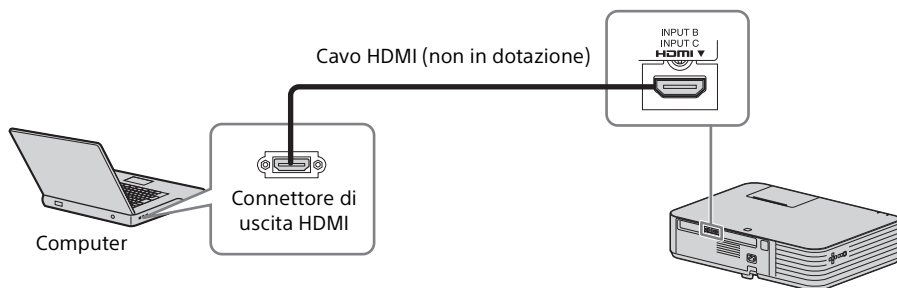 INPUT B
INPUT C
HDMI ▼
Cavo HDMI (non in dotazione)
Connettore di
uscita HDMI
Computer